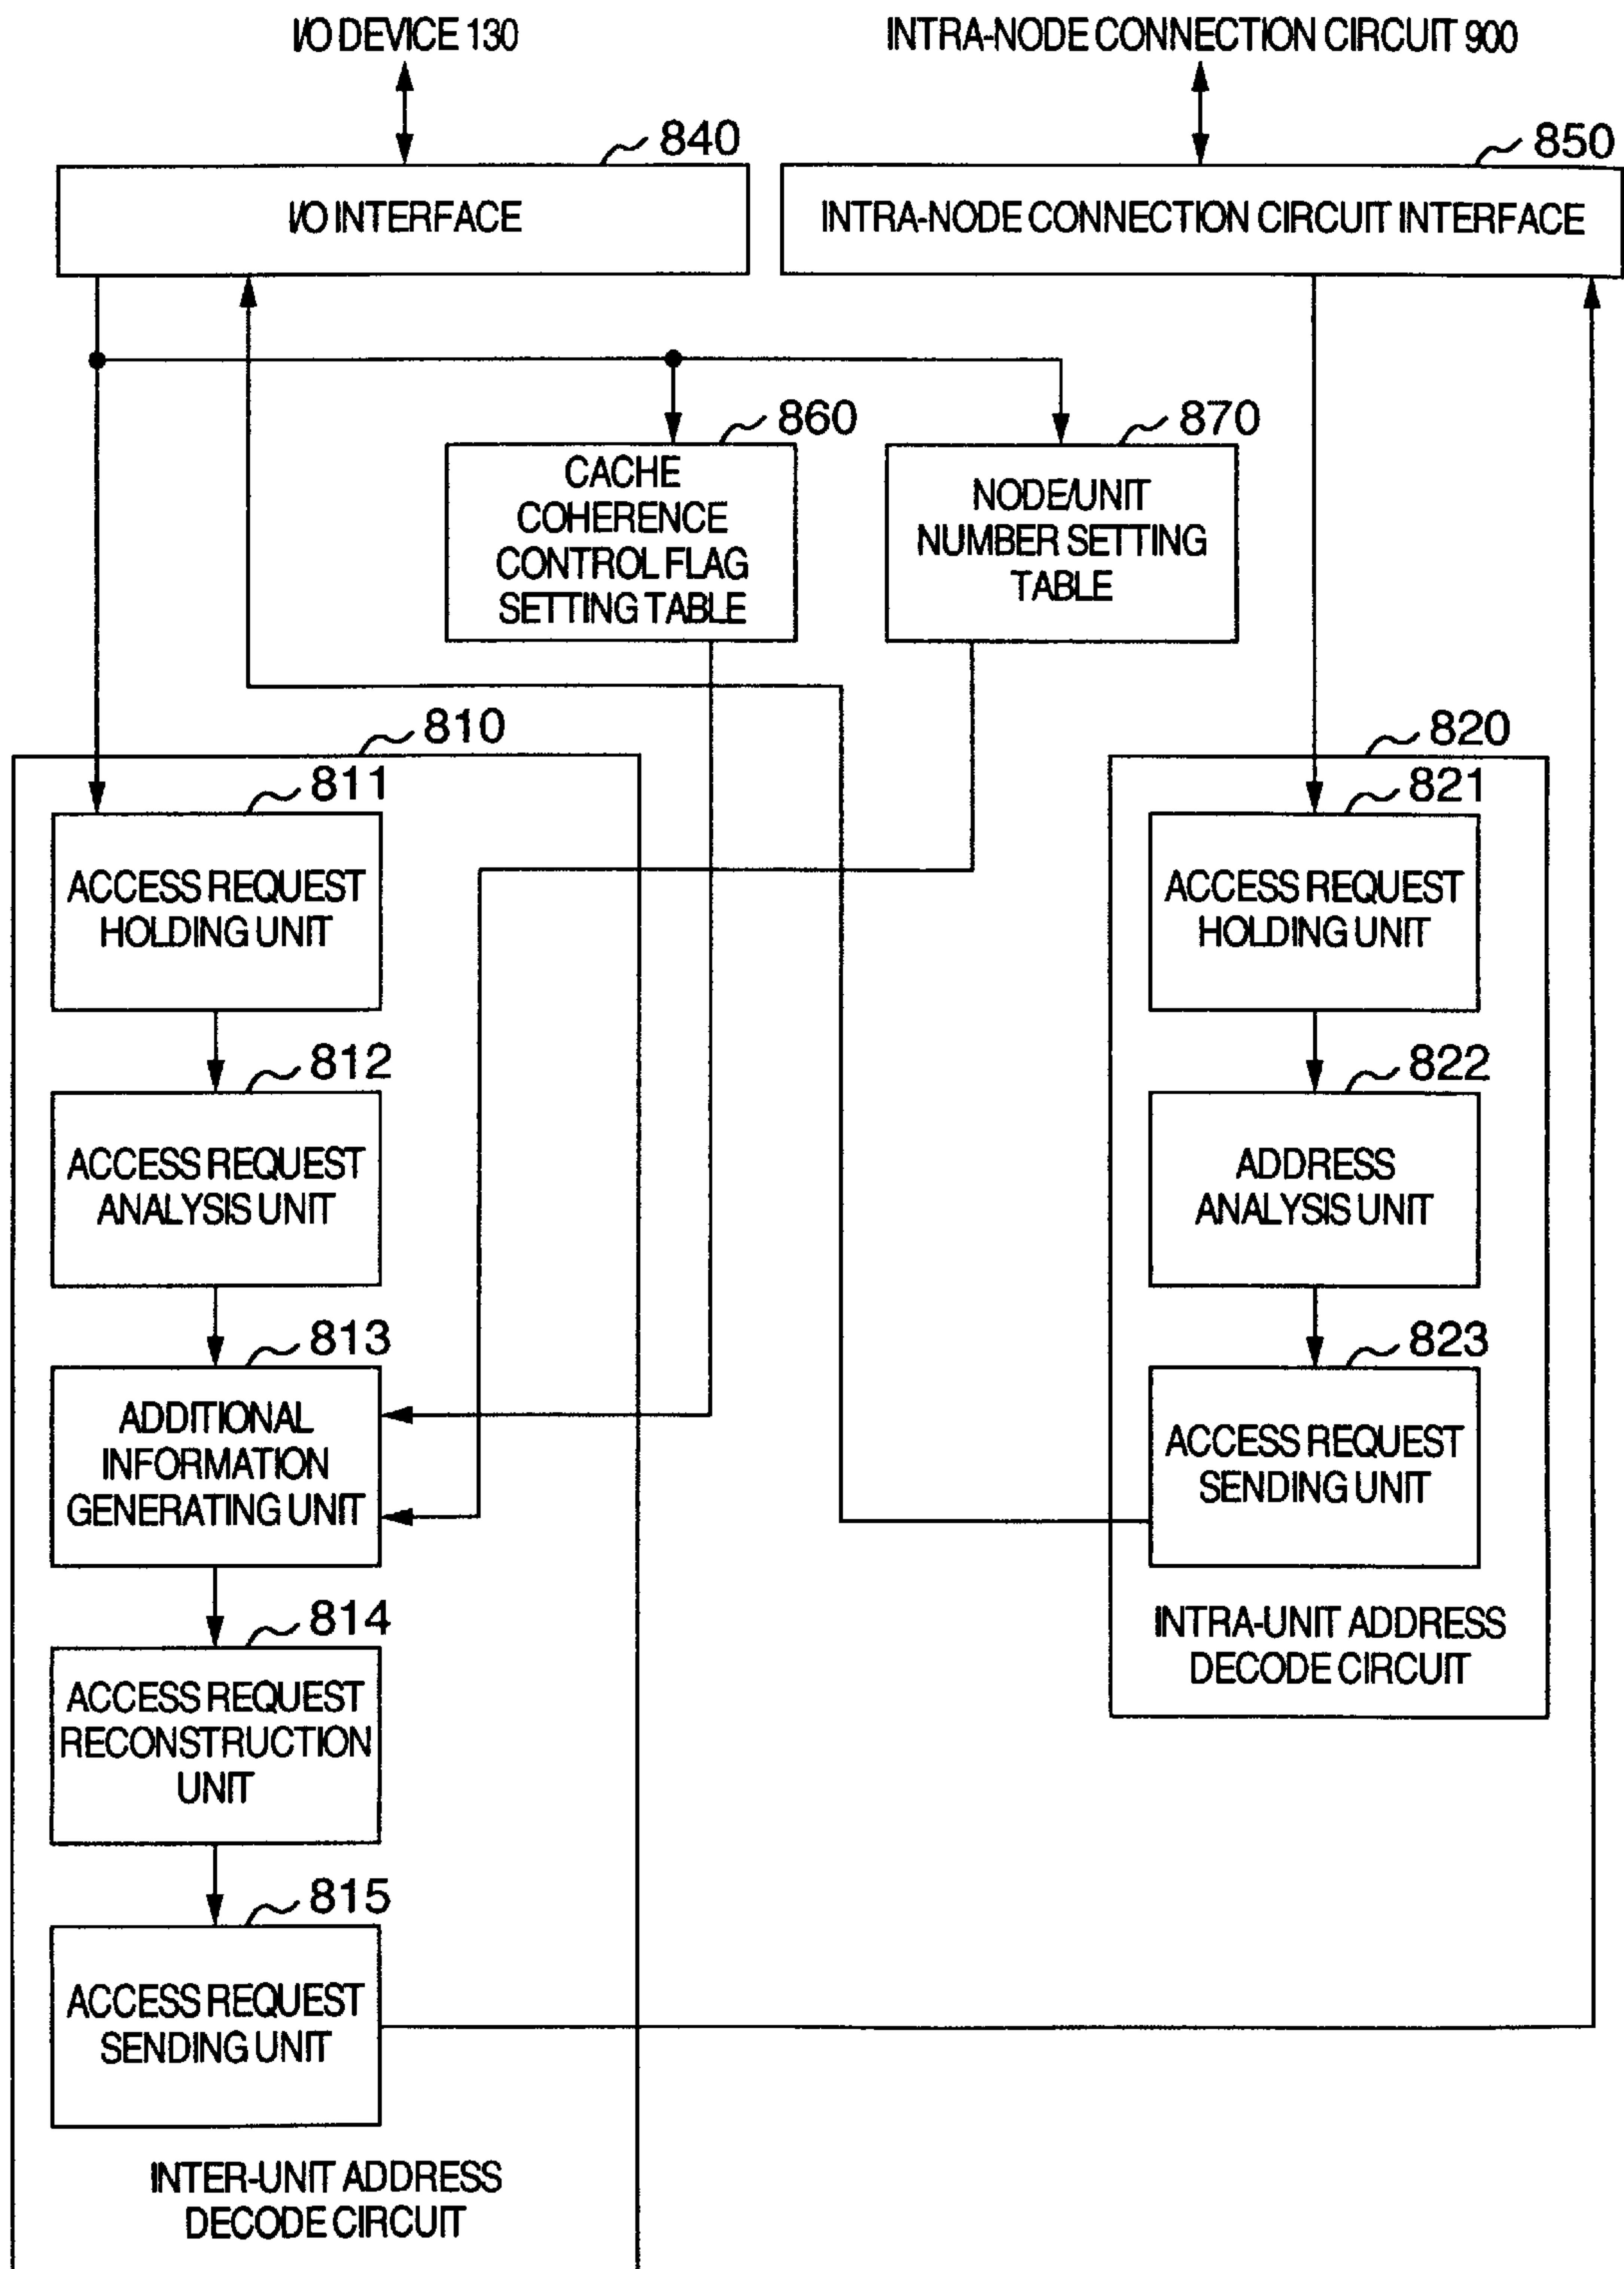 I/O DEVICE 130
INTRA-NODE CONNECTION CIRCUIT 900
840
850
I/O INTERFACE
INTRA-NODE CONNECTION CIRCUIT INTERFACE
860
870
CACHE
COHERENCE
CONTROL FLAG
SETTING TABLE
NODE/UNIT
NUMBER SETTING
TABLE
810
820
811
ACCESS REQUEST
HOLDING UNIT
821
ACCESS REQUEST
HOLDING UNIT
812
ACCESS REQUEST
ANALYSIS UNIT
822
ADDRESS
ANALYSIS UNIT
813
ADDITIONAL
INFORMATION
GENERATING UNIT
823
ACCESS REQUEST
SENDING UNIT
INTRA-UNIT ADDRESS
DECODE CIRCUIT
814
ACCESS REQUEST
RECONSTRUCTION
UNIT
815
ACCESS REQUEST
SENDING UNIT
INTER-UNIT ADDRESS
DECODE CIRCUIT